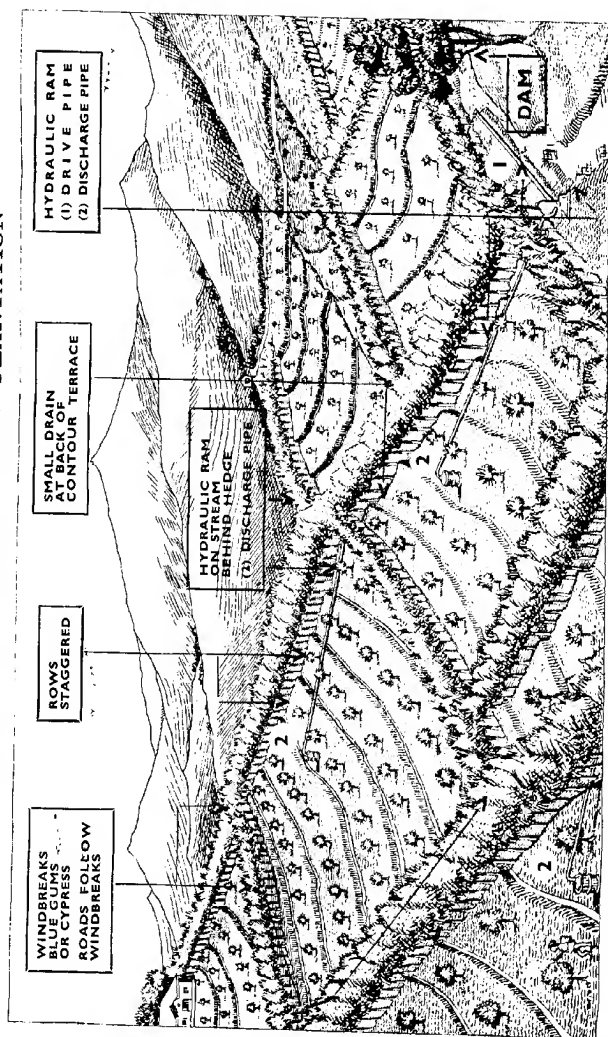 PLANTATION
WINDBREAKS
BLUE GUMS
OR CYPRESS
ROADS FOLLOW
WINDBREAKS
ROWS
STAGGERED
SMALL DRAIN
AT BACK OF
CONTOUR TERRACE
HYDRAULIC RAM
(1) DRIVE PIPE
(2) DISCHARGE PIPE
HYDRAULIC RAM
ON STREAM
BEHIND HEDGE
(2) DISCHARGE PIPE
2
2
2
1
DAM